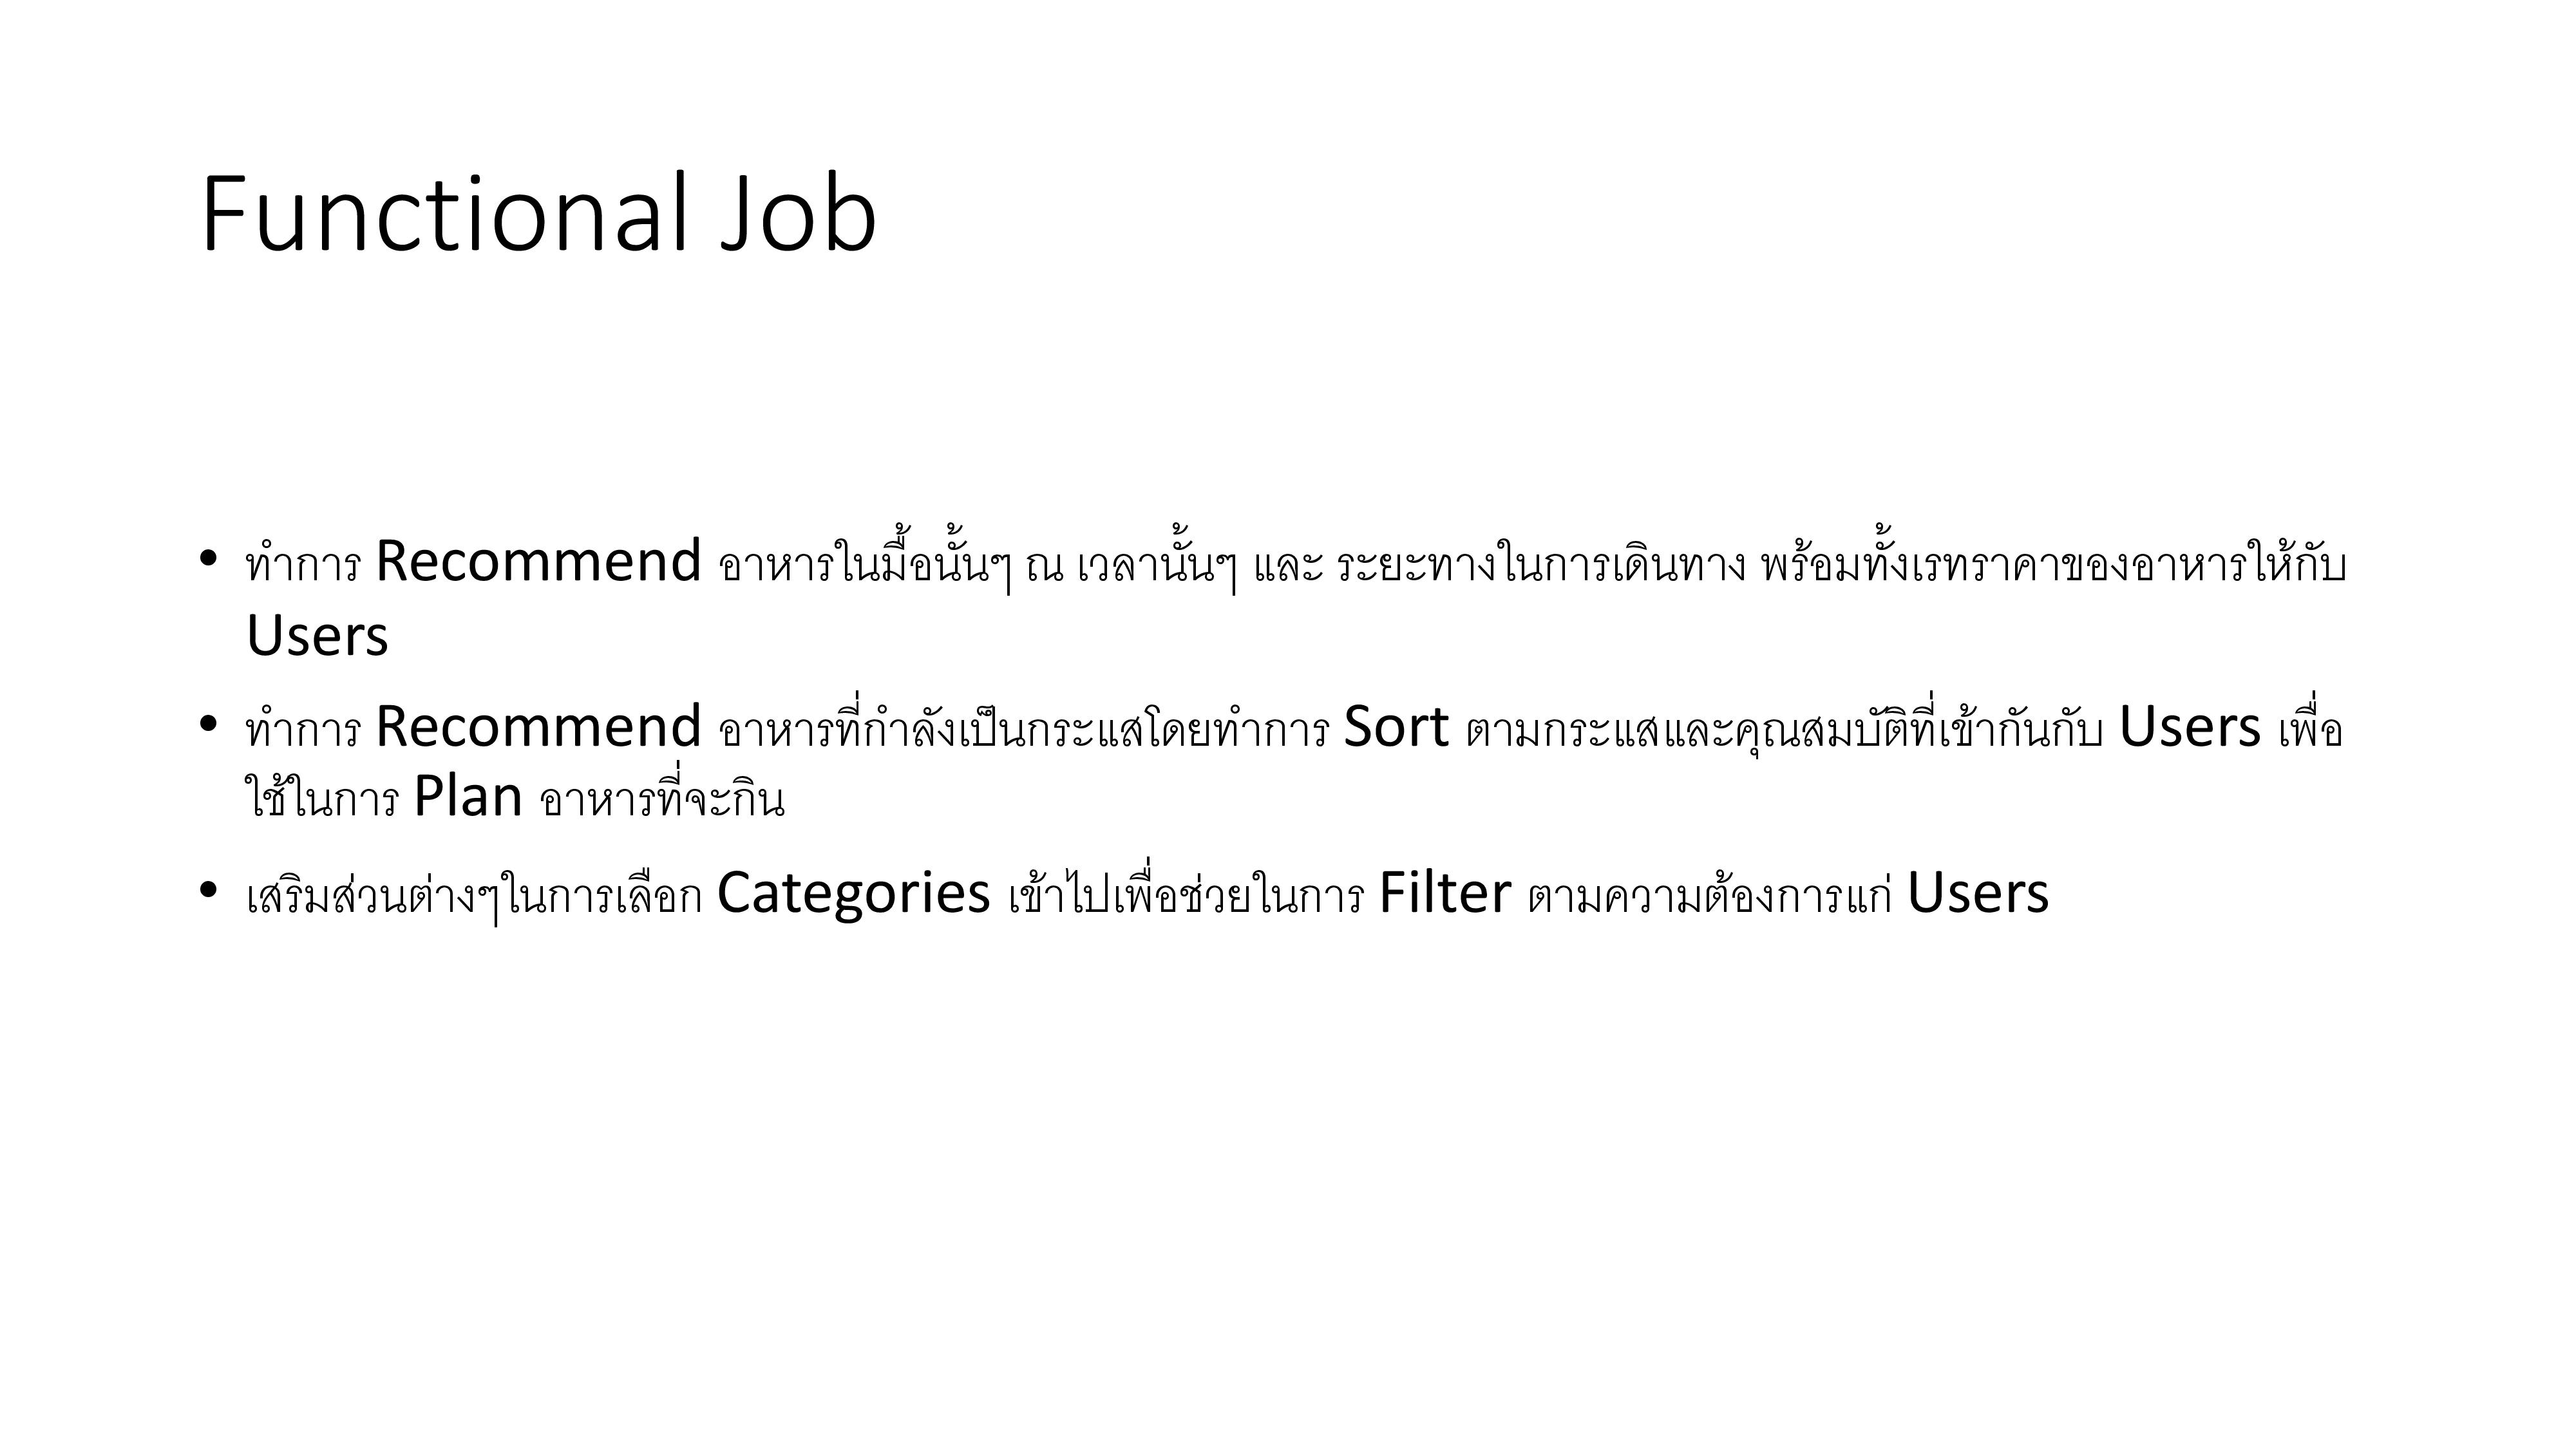 Functional Job
• ทำการ Recommend อาหารในมื้อนั้นๆ ณ เวลานั้นๆ และ ระยะทางในการเดินทาง พร้อมทั้งเรทราคาของอาหารให้กับ
Users
• ทำการ Recommend อาหารที่กำลังเป็นกระแสโดยทำการ Sort ตามกระแสและคุณสมบัติที่เข้ากันกับ Users เพื่อ
ใช้ในการ Plan อาหารที่จะกิน
• เสริมส่วนต่างๆในการเลือก Categories เข้าไปเพื่อช่วยในการ Filter ตามความต้องการแก่ Users